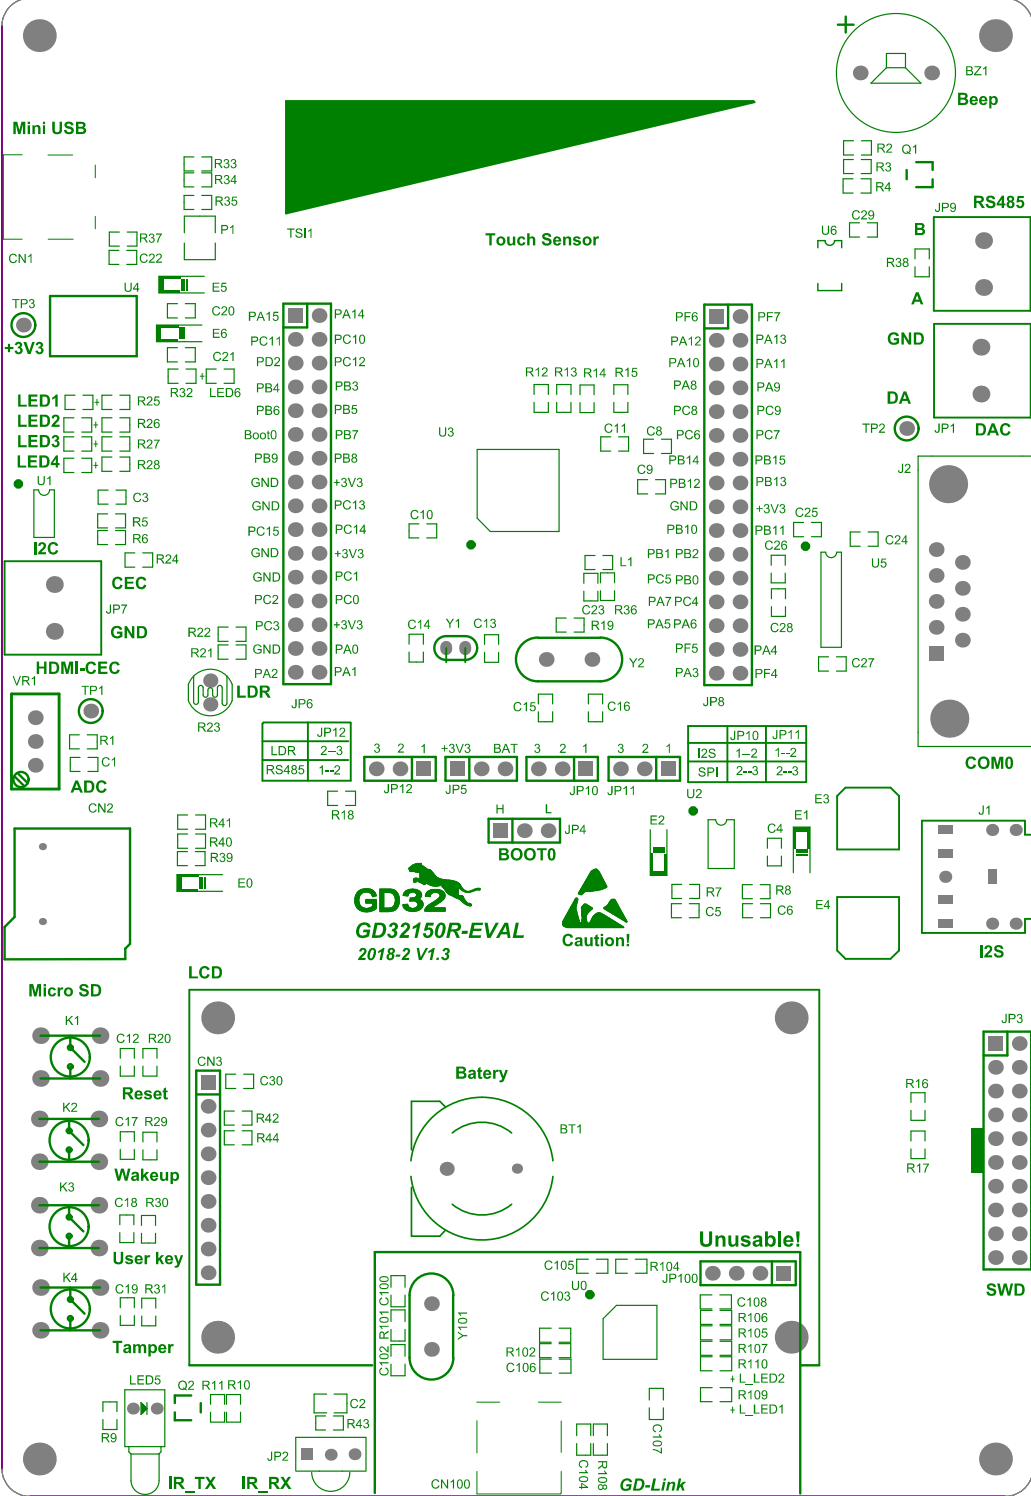 +
BZ1
Beep
Mini USB
R33
R34
R35
P1
R2
R3
R4
Q1
RS485
JP9
B
A
C29
U6
R38
TSI1
Touch Sensor
R37
C22
CN1
U4
E5
TP3
+3V3
C20
E6
C21
R32
+
LED6
GND
DA
TP2
JP1
DAC
LED1 + R25
LED2 + R26
LED3 + R27
LED4 + R28
PA15 PA14
PC11 PC10
PD2 PC12
PB4 PB3
PB6 PB5
Boot0 PB7
PB9 PB8
GND +3V3
GND PC13
PC15 PC14
GND +3V3
GND PC1
PC2 PC0
PC3 +3V3
GND PA0
PA2 PA1
JP6
PF6 PF7
PA12 PA13
PA10 PA11
PA8 PA9
PC8 PC9
PC6 PC7
PB14 PB15
PB12 PB13
GND +3V3
PB10 PB11
PB1 PB2
PC5 PB0
PA7 PC4
PA5 PA6
PF5 PA4
PA3 PF4
JP8
R12 R13 R14 R15
U3
C11
C8
C9
C10
L1
C23 R36
R19
Y1
C14
C13
Y2
C15
C16
U1
I2C
C3
R5
R6
R24
CEC
JP7
GND
HDMI-CEC
R22
R21
LDR
R23
C25
C24
C26
U5
C28
C27
J2
COM0
VR1
TP1
R1
C1
ADC
JP12
LDR 2--3
RS485 1--2
3 2 1
JP12
+3V3 BAT
JP5
3 2 1
JP10
3 2 1
JP11
JP10 JP11
I2S 1--2 1--2
SPI 2--3 2--3
R18
H L
JP4
BOOT0
CN2
R41
R40
R39
E0
U2
E2
C4
E1
E3
E4
R7
C5
R8
C6
J1
I2S
GD32
GD32150R-EVAL
2018-2 V1.3
Caution!
Micro SD
LCD
K1
C12 R20
Reset
K2
C17 R29
Wakeup
K3
C18 R30
User key
K4
C19 R31
Tamper
CN3
C30
R42
R44
Batery
BT1
JP3
R16
R17
SWD
Unusable!
JP100
C105
R104
U0
C103
C100
R101
C102
Y101
R102
C106
C108
R106
R105
R107
R110
+ L_LED2
R109
+ L_LED1
C107
C104
R108
CN100
GD-Link
LED5
Q2
R11 R10
R9
C2
R43
JP2
IR_TX
IR_RX